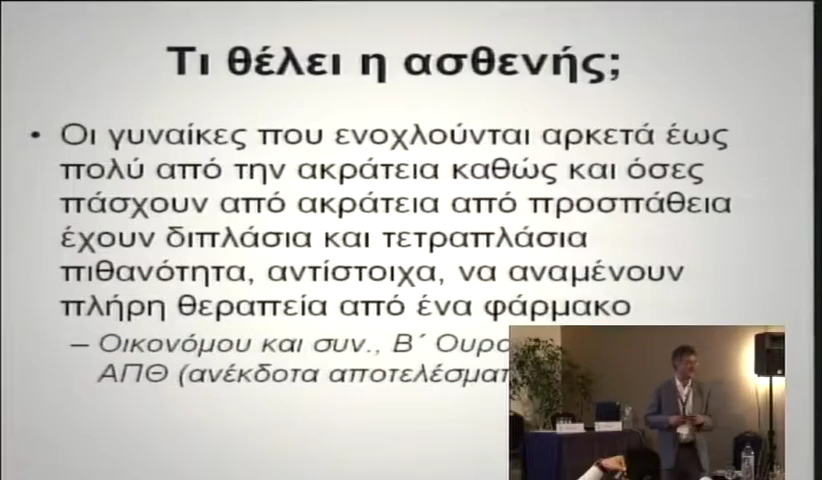 Τι θέλει η ασθενής;
• Οι γυναίκες που ενοχλούνται αρκετά έως
πολύ από την ακράτεια καθώς και όσες
πάσχουν από ακράτεια από προσπάθεια
έχουν διπλάσια και τετραπλάσια
πιθανότητα, αντίστοιχα, να αναμένουν
πλήρη θεραπεία από ένα φάρμακο
– Οικονόμου και συν., Β΄
ΑΠΘ (ανέκδοτα